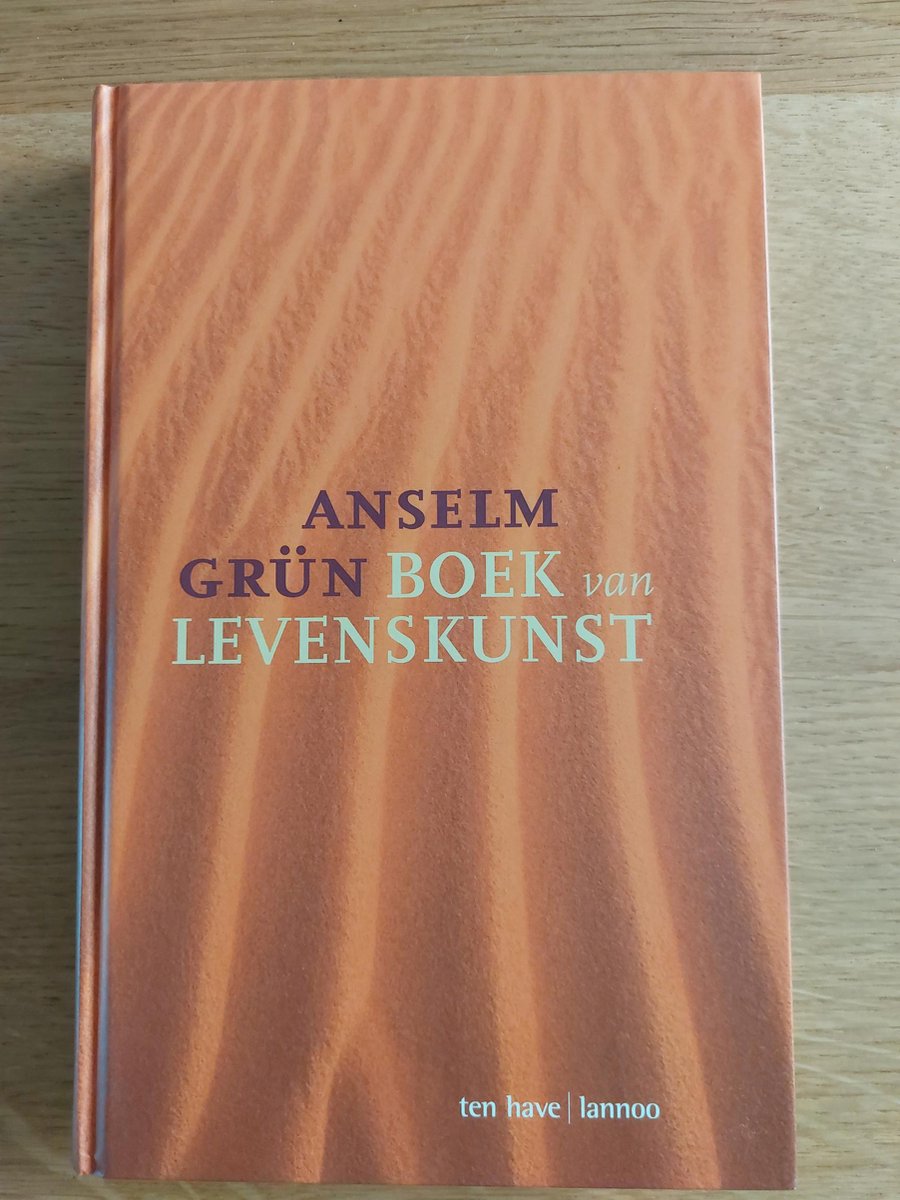 ANSELM
GRÜN BOEK van
LEVENSKUNST
ten have | lannoo